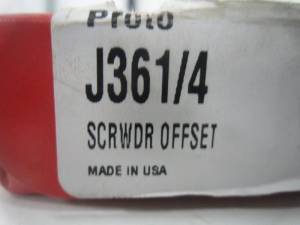 Proto
J361/4
SCRWDR OFFSET
MADE IN USA